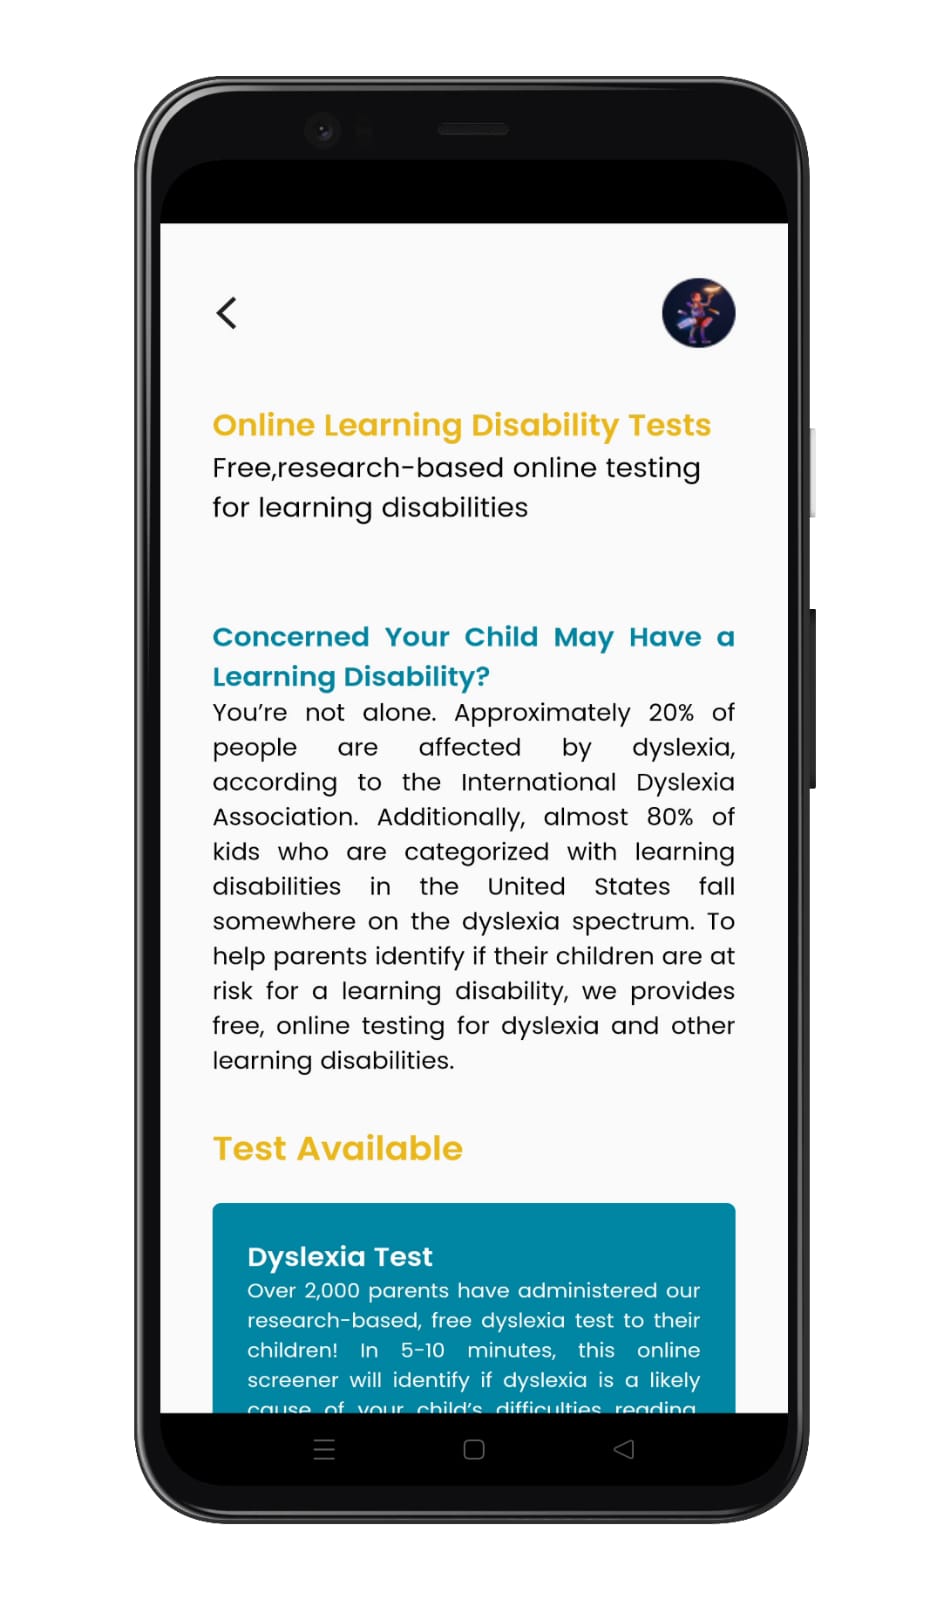 Online Learning Disability Tests
Free,research-based online testing
for learning disabilities
Concerned Your Child May Have a
Learning Disability?
You’re not alone. Approximately 20% of
people are affected by dyslexia,
according to the International Dyslexia
Association. Additionally, almost 80% of
kids who are categorized with learning
disabilities in the United States fall
somewhere on the dyslexia spectrum. To
help parents identify if their children are at
risk for a learning disability, we provides
free, online testing for dyslexia and other
learning disabilities.
Test Available
Dyslexia Test
Over 2,000 parents have administered our
research-based, free dyslexia test to their
children! In 5-10 minutes, this online
screener will identify if dyslexia is a likely
cause of your child’s difficulties reading,